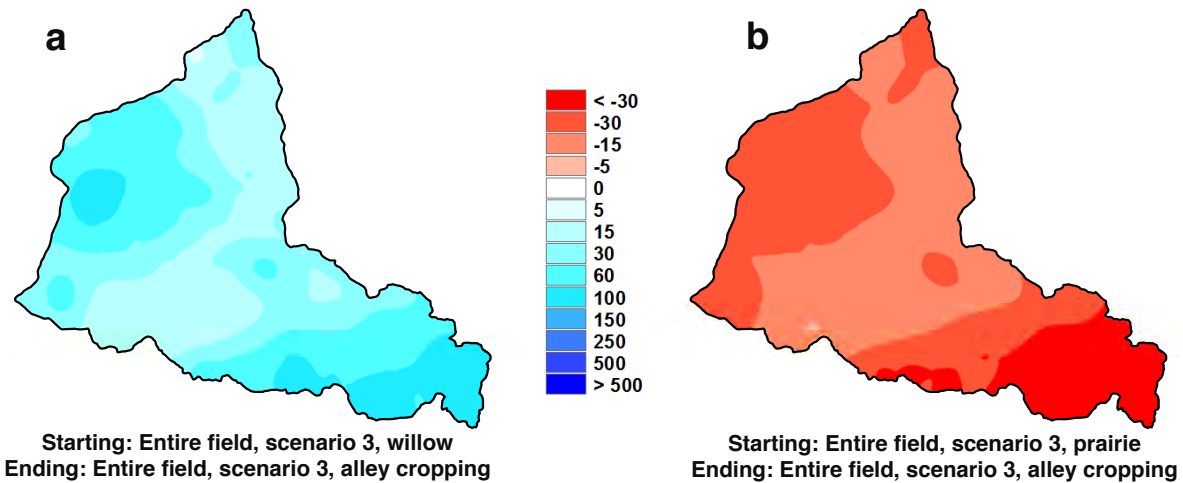 a
b
< -30
-30
-15
-5
0
5
15
30
60
100
150
250
500
> 500
Starting: Entire field, scenario 3, willow
Ending: Entire field, scenario 3, alley cropping
Starting: Entire field, scenario 3, prairie
Ending: Entire field, scenario 3, alley cropping